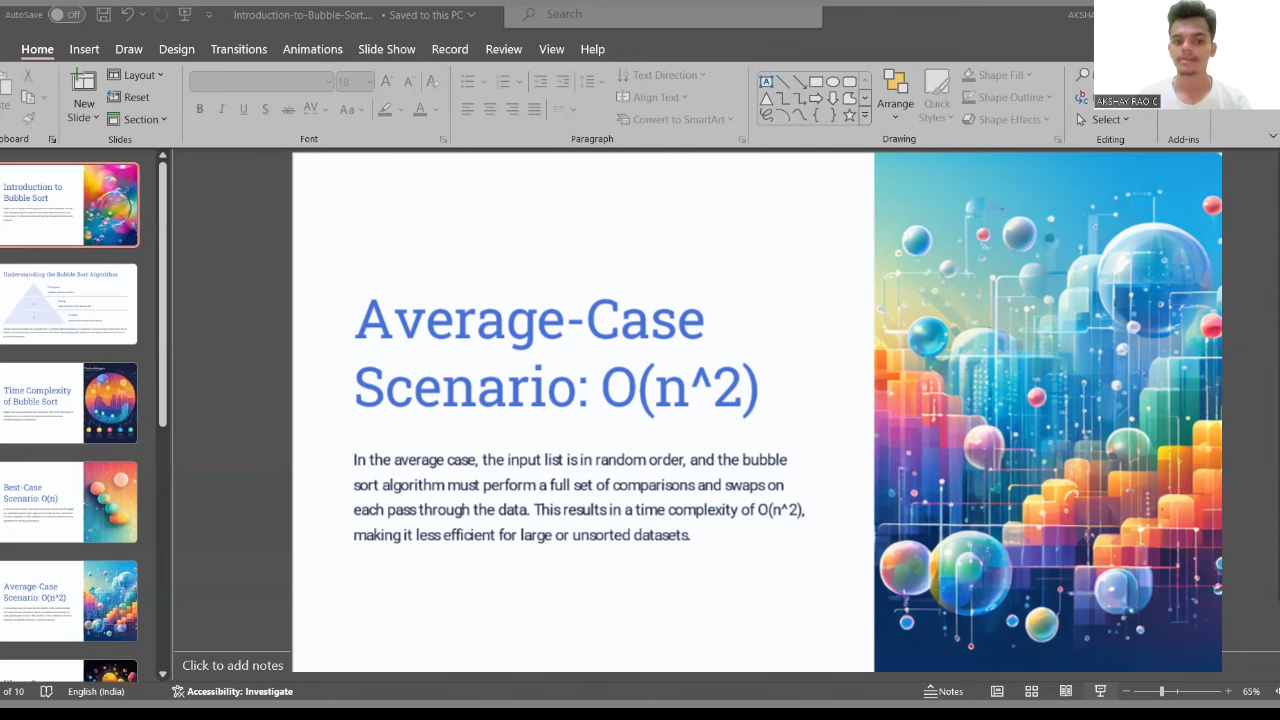 AutoSave Off Introduction-to-Bubble-Sort.... • Saved to this PC Search AKSHAY
Home Insert Draw Design Transitions Animations Slide Show Record Review View Help
New
Slide
Layout
Reset
Section
Slides
18
B I U S AV Aa A
Font
Paragraph
Text Direction
Align Text
Convert to SmartArt
Arrange
Quick
Styles
Shape Fill
Shape Outline
Shape Effects
Drawing
Select
Editing
Add-ins
AKSHAY RAO C
Introduction to
Bubble Sort
Understanding the Bubble Sort Algorithm
Time Complexity
of Bubble Sort
Best-Case
Scenario: O(n)
Average-Case
Scenario: O(n^2)
Average-Case
Scenario: O(n^2)
In the average case, the input list is in random order, and the bubble
sort algorithm must perform a full set of comparisons and swaps on
each pass through the data. This results in a time complexity of O(n^2),
making it less efficient for large or unsorted datasets.
Click to add notes
of 10 English (India) Accessibility: Investigate Notes 65%